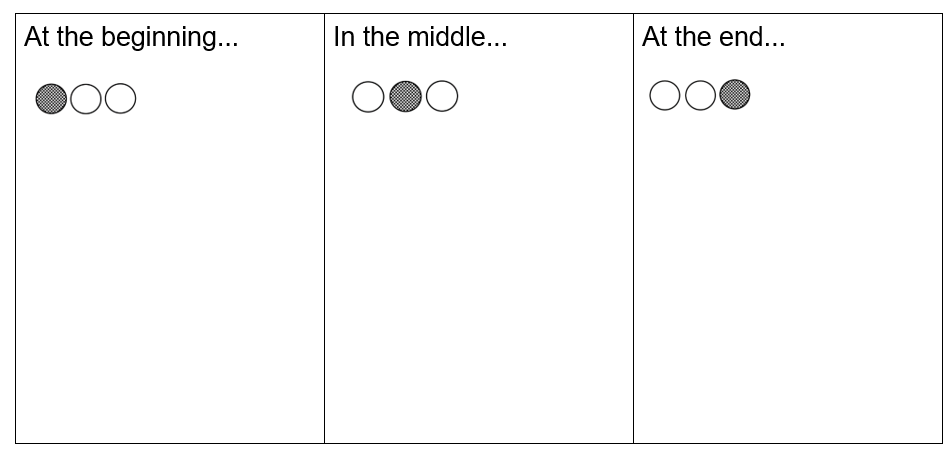 At the beginning...
In the middle...
At the end...